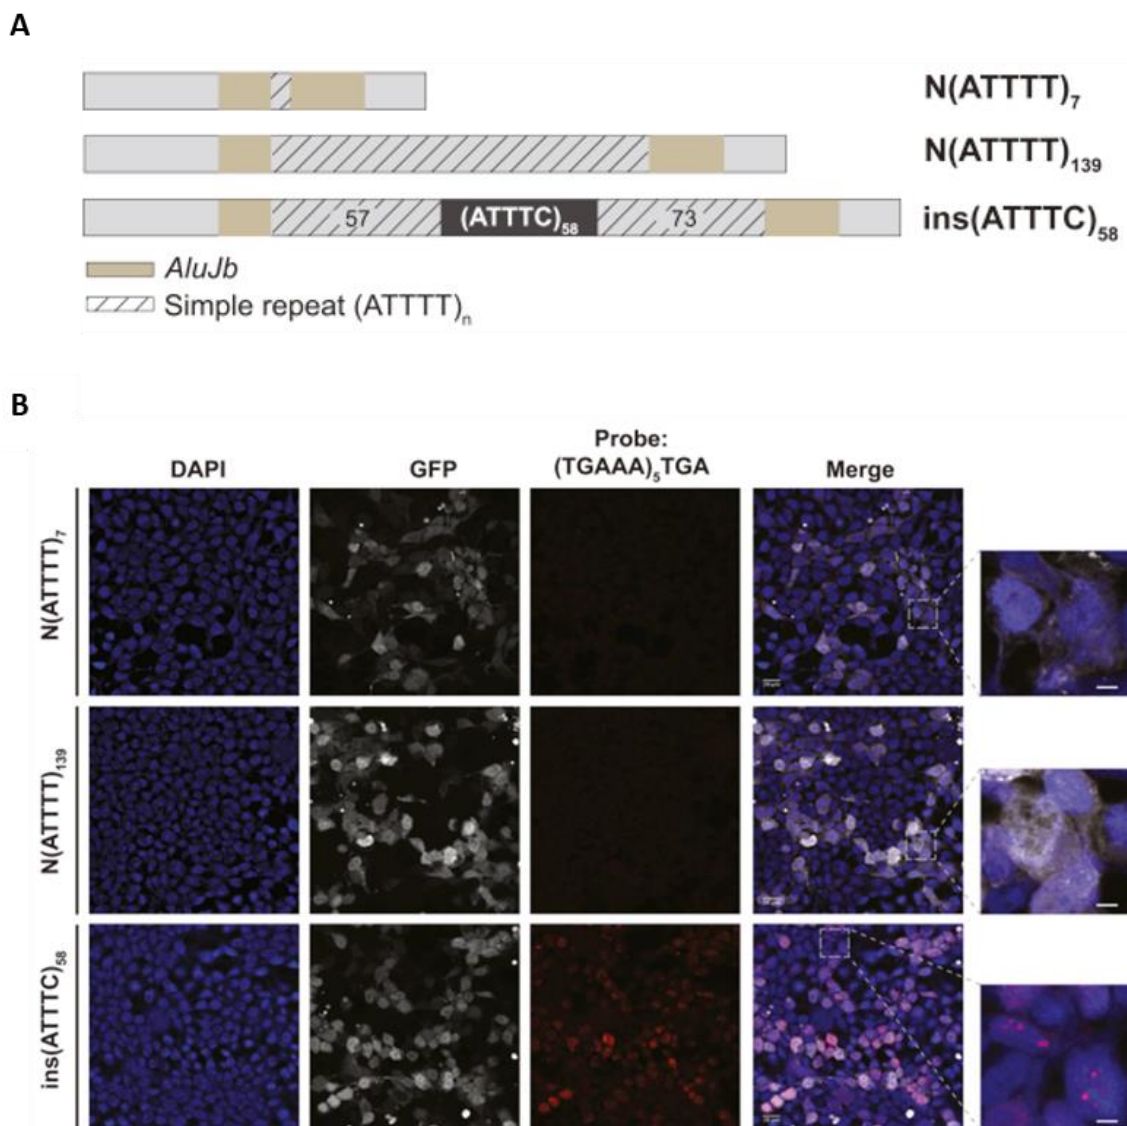 A
N(ATTTT)₇
N(ATTTT)₁₃₉
57 (ATTTC)₅₈ 73 ins(ATTTC)₅₈
AluJb
Simple repeat (ATTTT)ₙ
B
DAPI GFP Probe: (TGAAA)₅TGA Merge
N(ATTTT)₇
N(ATTTT)₁₃₉
ins(ATTTC)₅₈